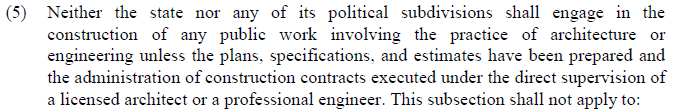 (5) Neither the state nor any of its political subdivisions shall engage in the
construction of any public work involving the practice of architecture or
engineering unless the plans, specifications, and estimates have been prepared and
the administration of construction contracts executed under the direct supervision of
a licensed architect or a professional engineer. This subsection shall not apply to: